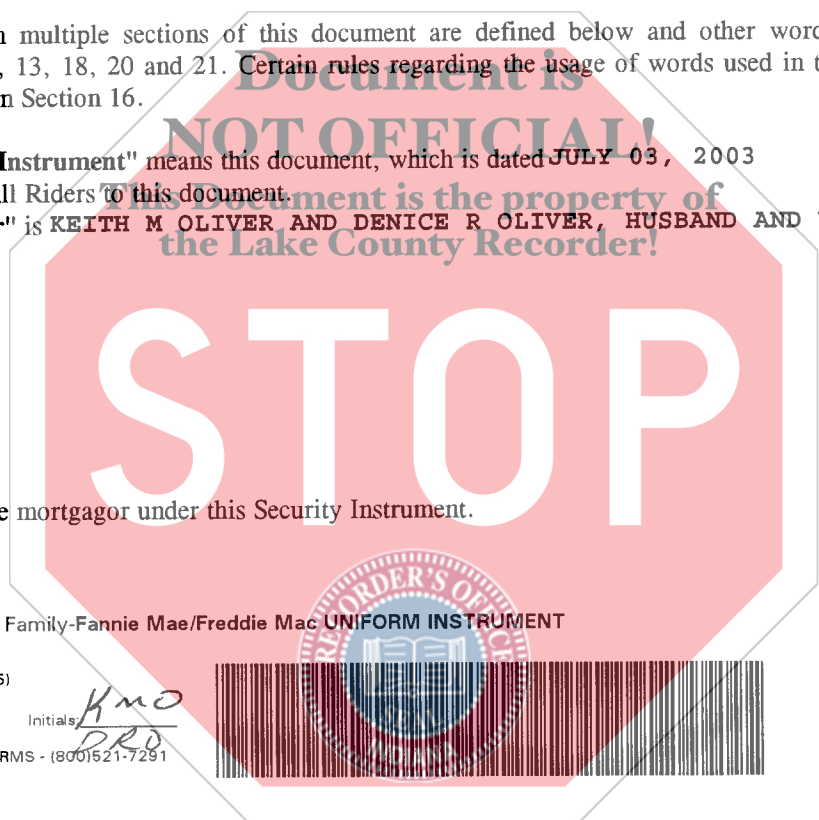 n multiple sections of this document are defined below and other word
, 13, 18, 20 and 21. Certain rules regarding the usage of words used in t
n Section 16.
Document is
NOT OFFICIAL!
This Document is the property of
the Lake County Recorder!
Instrument" means this document, which is dated JULY 03, 2003
ll Riders to this document.
" is KEITH M OLIVER AND DENICE R OLIVER, HUSBAND AND
STOP
e mortgagor under this Security Instrument.
RECORDER'S OFFICE
SEAL
INDIANA
Family-Fannie Mae/Freddie Mac UNIFORM INSTRUMENT
5)
Initials: KMO
DRO
RMS - (800)521-7291